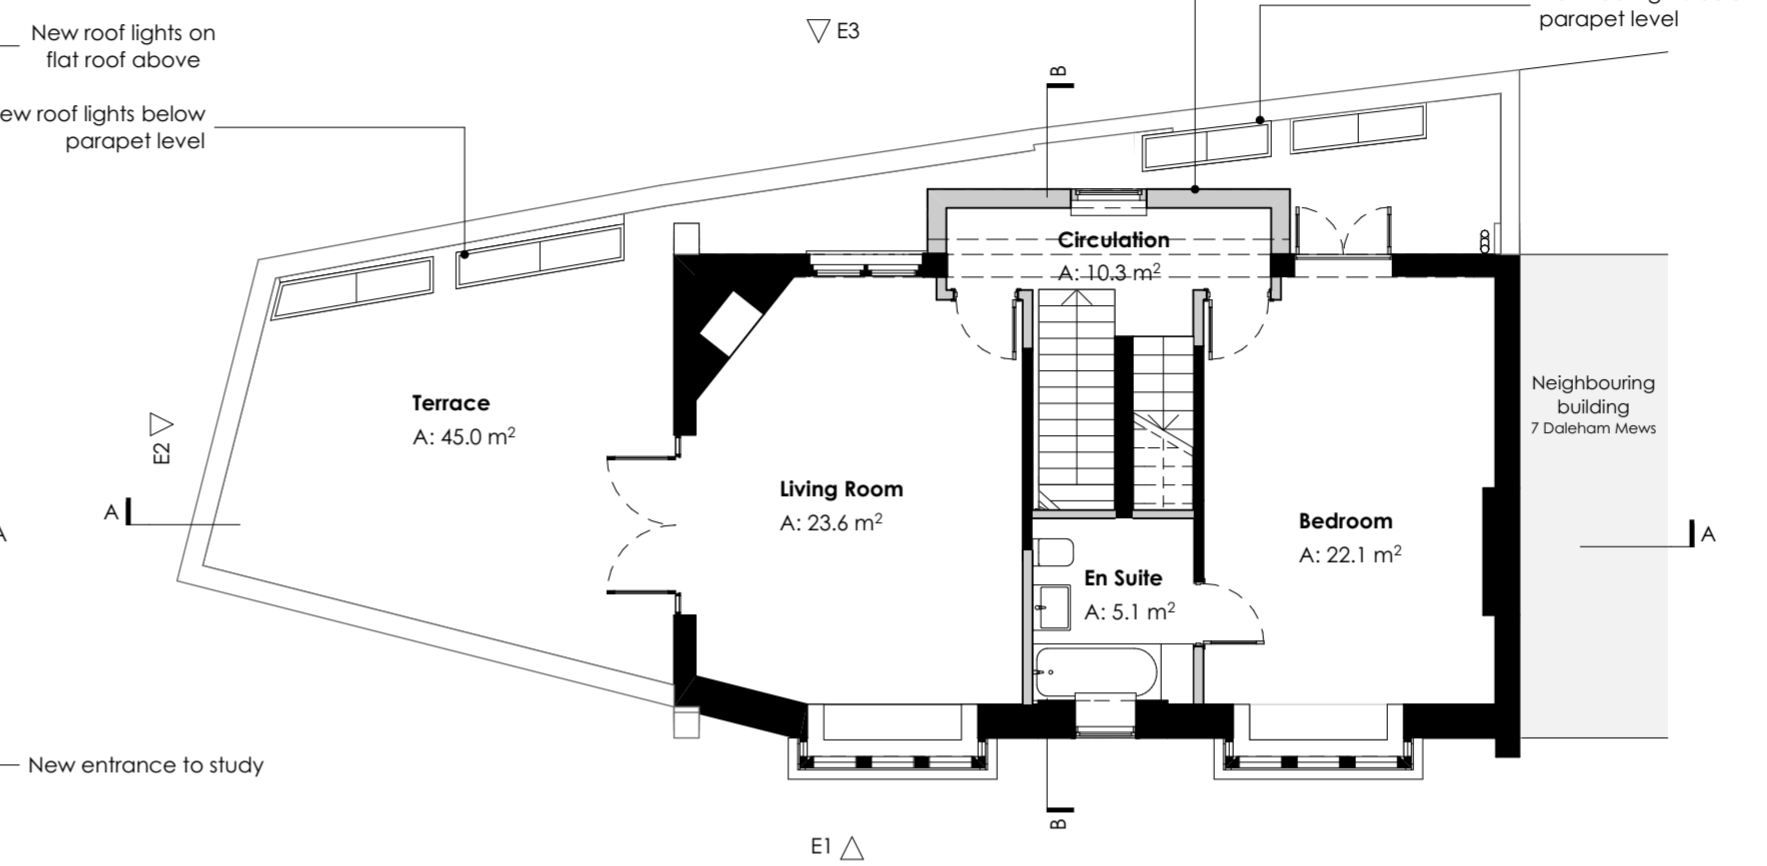 New roof lights on
flat roof above
roof lights below
parapet level
E3
B
parapet level
Circulation
A: 10.3 m²
Terrace
A: 45.0 m²
Neighbouring
building
7 Daleham Mews
E2
Living Room
A: 23.6 m²
Bedroom
A: 22.1 m²
A
A
En Suite
A: 5.1 m²
New entrance to study
B
E1